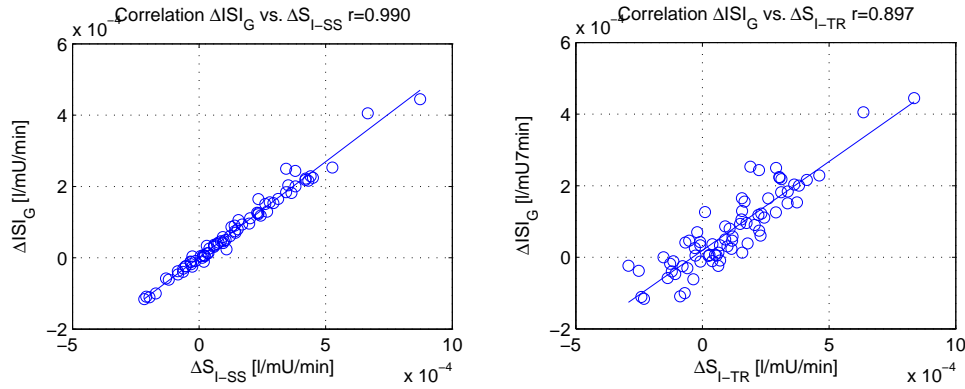 Correlation ΔISI_G vs. ΔS_I−SS r=0.990
x 10^−4
6
4
2
0
−2
ΔISI_G [l/mU/min]
−5 0 5 10
ΔS_I−SS [l/mU/min]
x 10^−4
Correlation ΔISI_G vs. ΔS_I−TR r=0.897
x 10^−4
6
4
2
0
−2
ΔISI_G [l/mU7min]
−5 0 5 10
ΔS_I−TR [l/mU/min]
x 10^−4